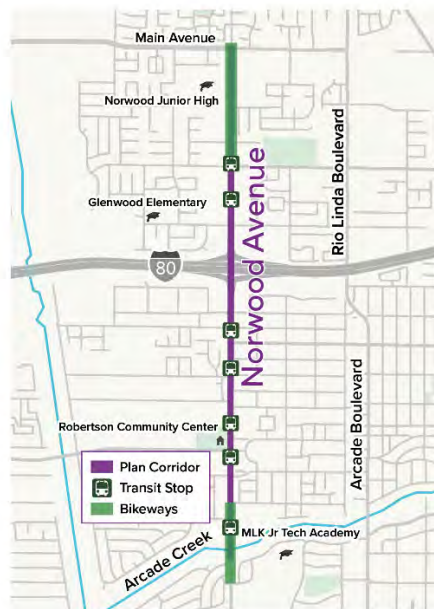 Main Avenue
Norwood Junior High
Rio Linda Boulevard
Norwood Avenue
Glenwood Elementary
80
Arcade Boulevard
Robertson Community Center
Plan Corridor
Transit Stop
Bikeways
MLK Jr Tech Academy
Arcade Creek